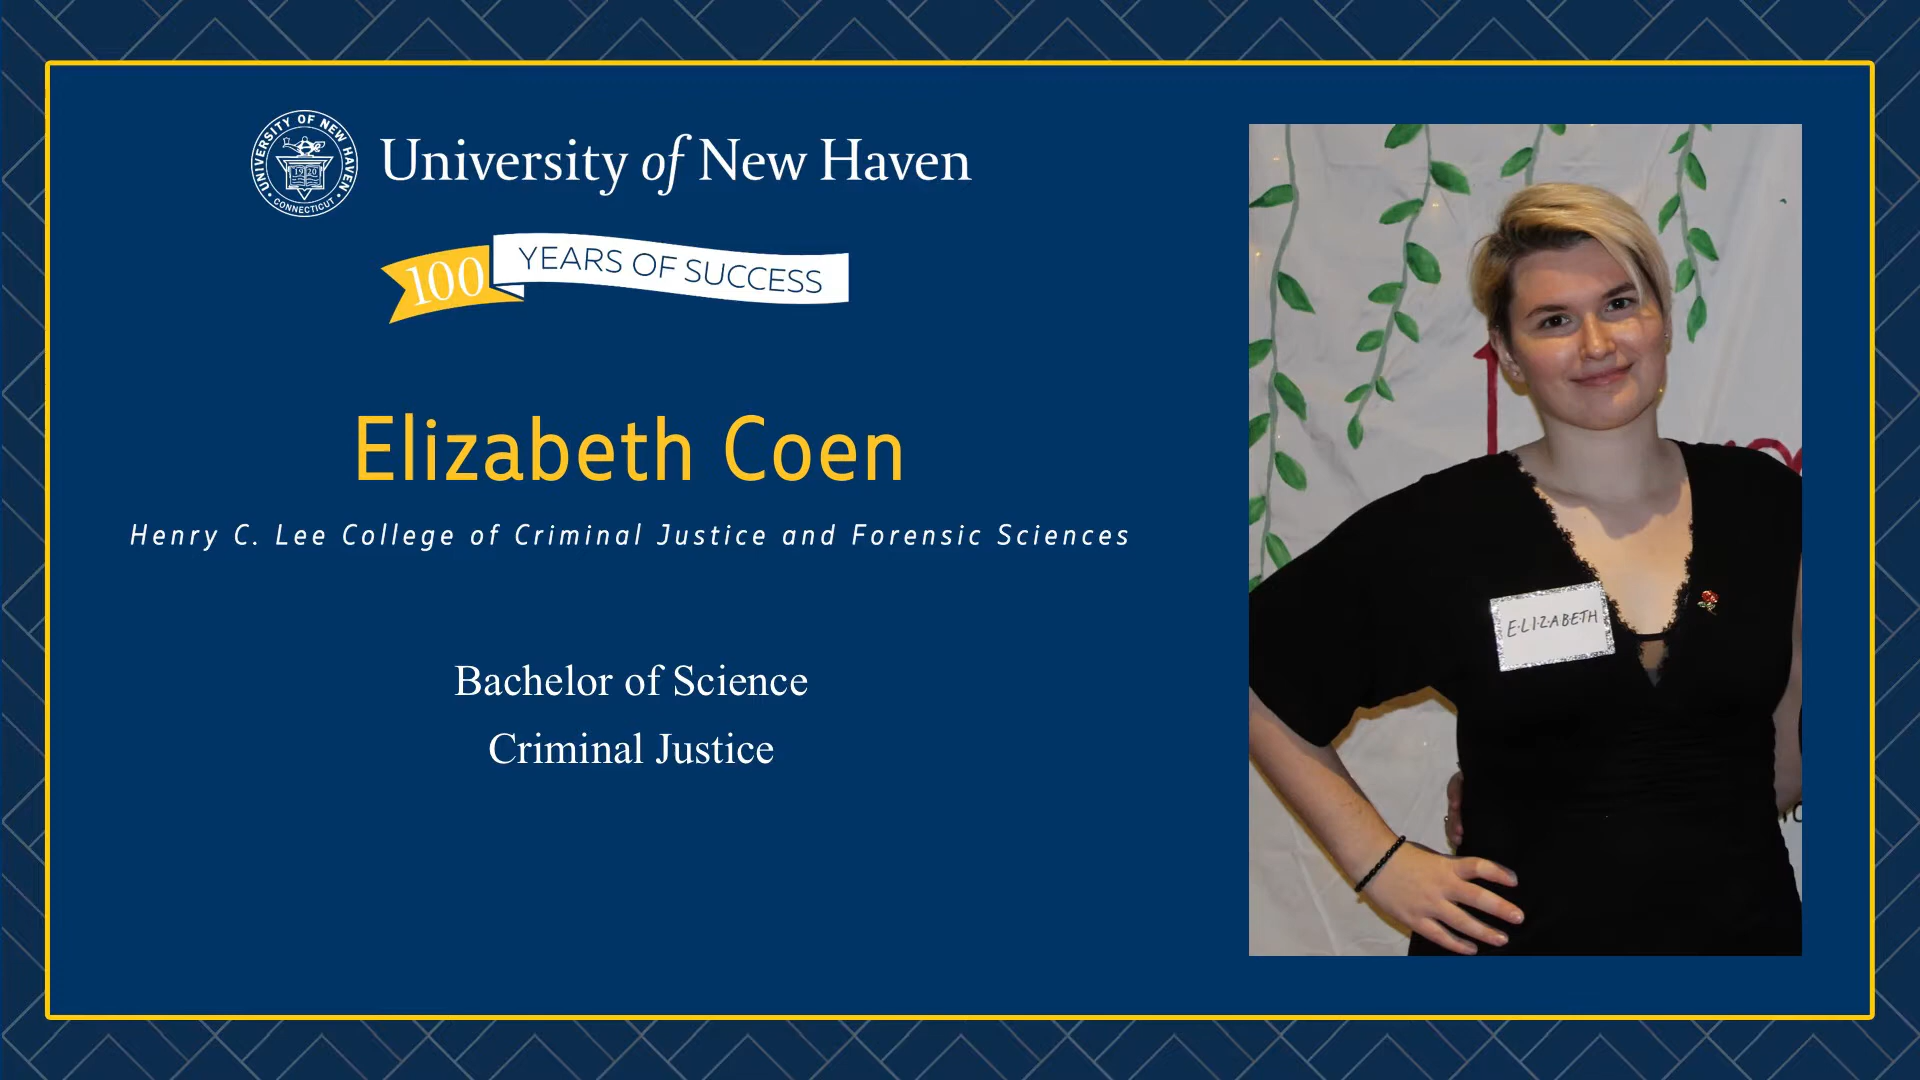 UNIVERSITY OF NEW HAVEN
1920
CONNECTICUT
University of New Haven
100 YEARS OF SUCCESS
Elizabeth Coen
Henry C. Lee College of Criminal Justice and Forensic Sciences
Bachelor of Science
Criminal Justice
ELIZABETH